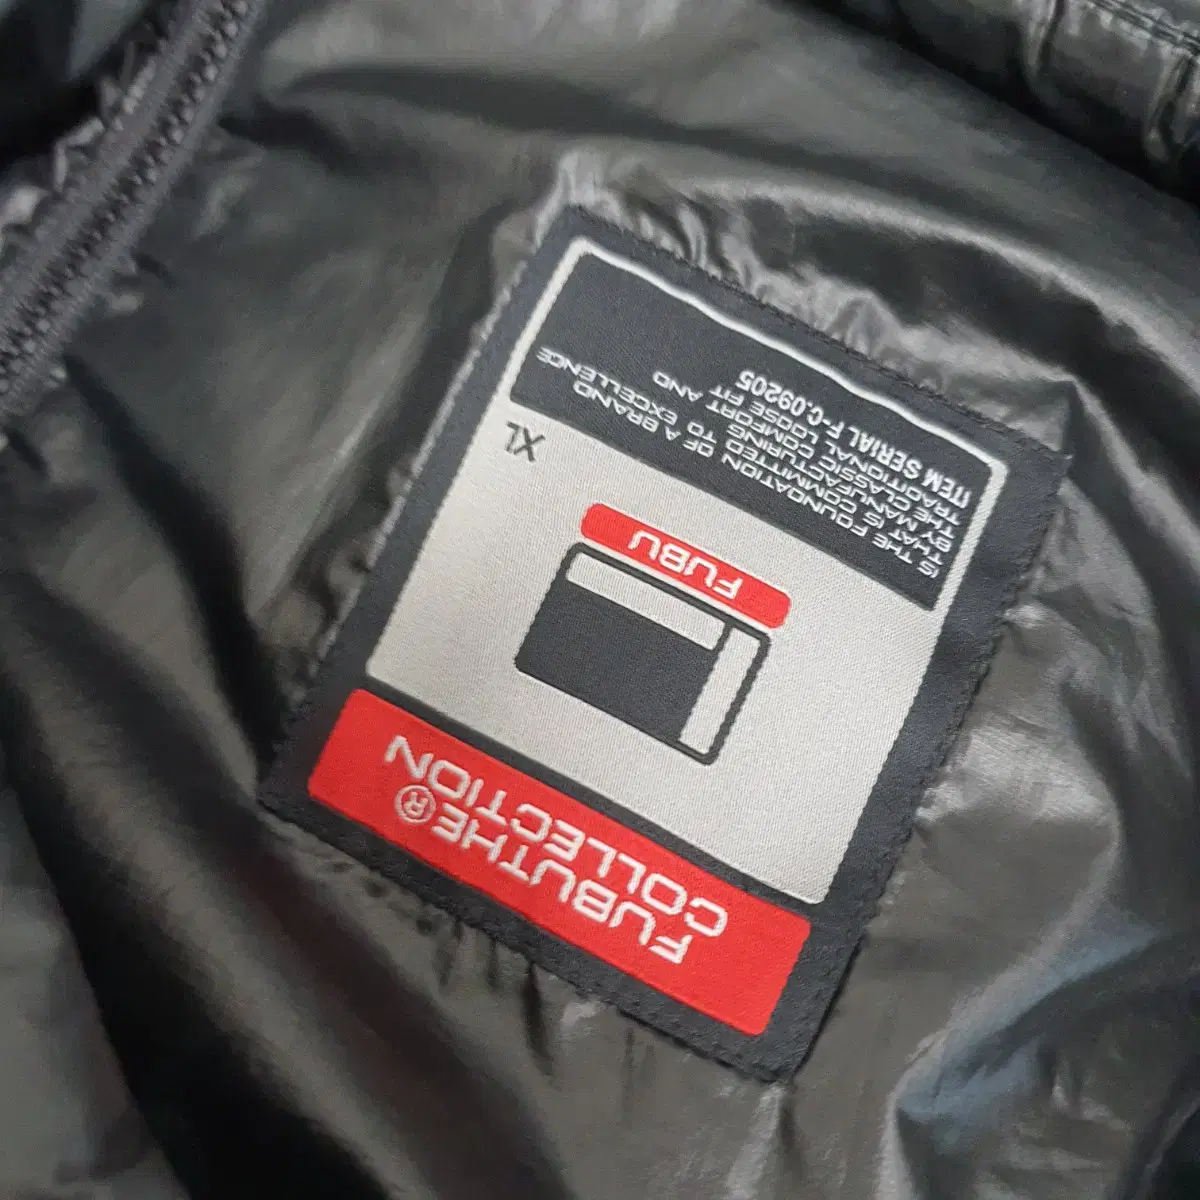 FUBUTHE®
COLLECTION
FUBU
XL
IS THE FOUNDATION OF A BRAND
THAT IS COMMITTED TO EXCELLENCE
BY MANUFACTURING
THE CLASSIC COMFORT AND
TRADITIONAL LOOSE FIT
ITEM SERIAL F-C.09205